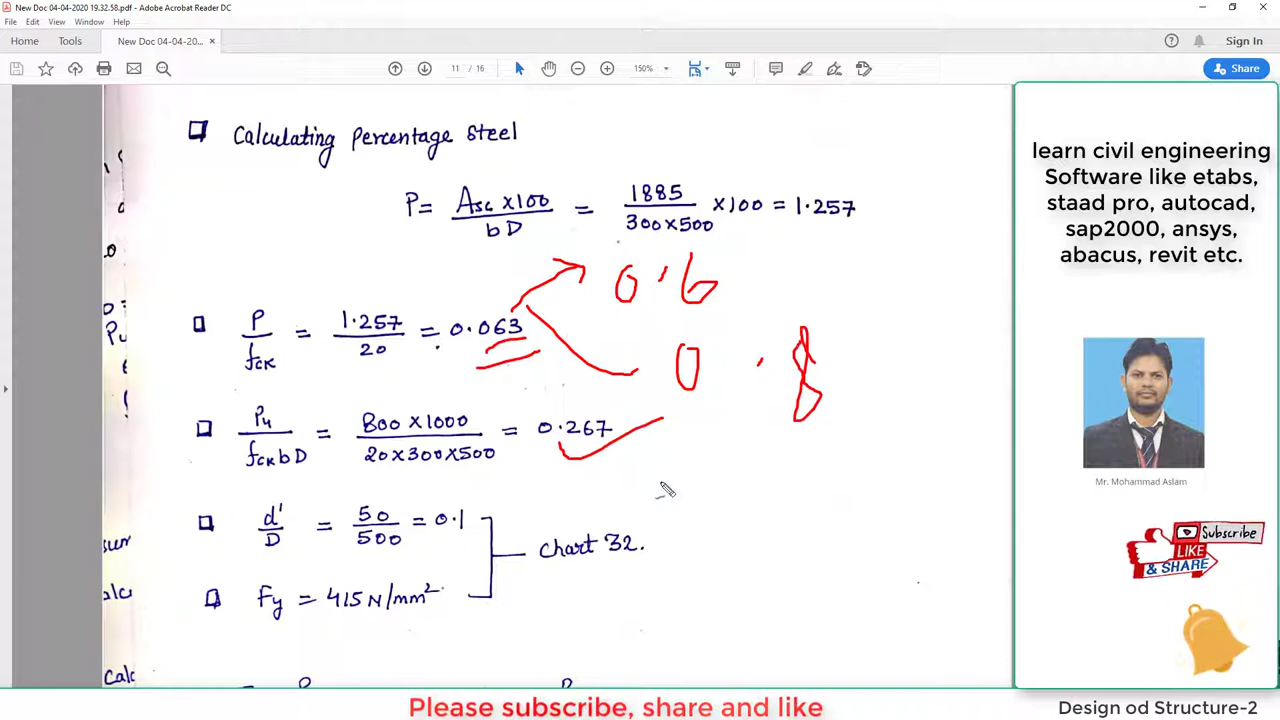 New Doc 04-04-2020 19.32.58.pdf - Adobe Acrobat Reader DC
File Edit View Window Help
Home Tools New Doc 04-04-20... × Sign In
11 / 16 150% Share
❑ Calculating Percentage Steel
P = Asc x100 / bD = 1885 / 300x500 x100 = 1.257
0.6
❑ P / fck = 1.257 / 20 = 0.063
0.8
❑ Pu / fck bD = 800 x1000 / 20x300x500 = 0.267
❑ d' / D = 50 / 500 = 0.1
Chart 32.
❑ Fy = 415 N/mm²
learn civil engineering
Software like etabs,
staad pro, autocad,
sap2000, ansys,
abacus, revit etc.
Mr. Mohammad Aslam
Subscribe
LIKE
& SHARE
Please subscribe, share and like
Design od Structure-2